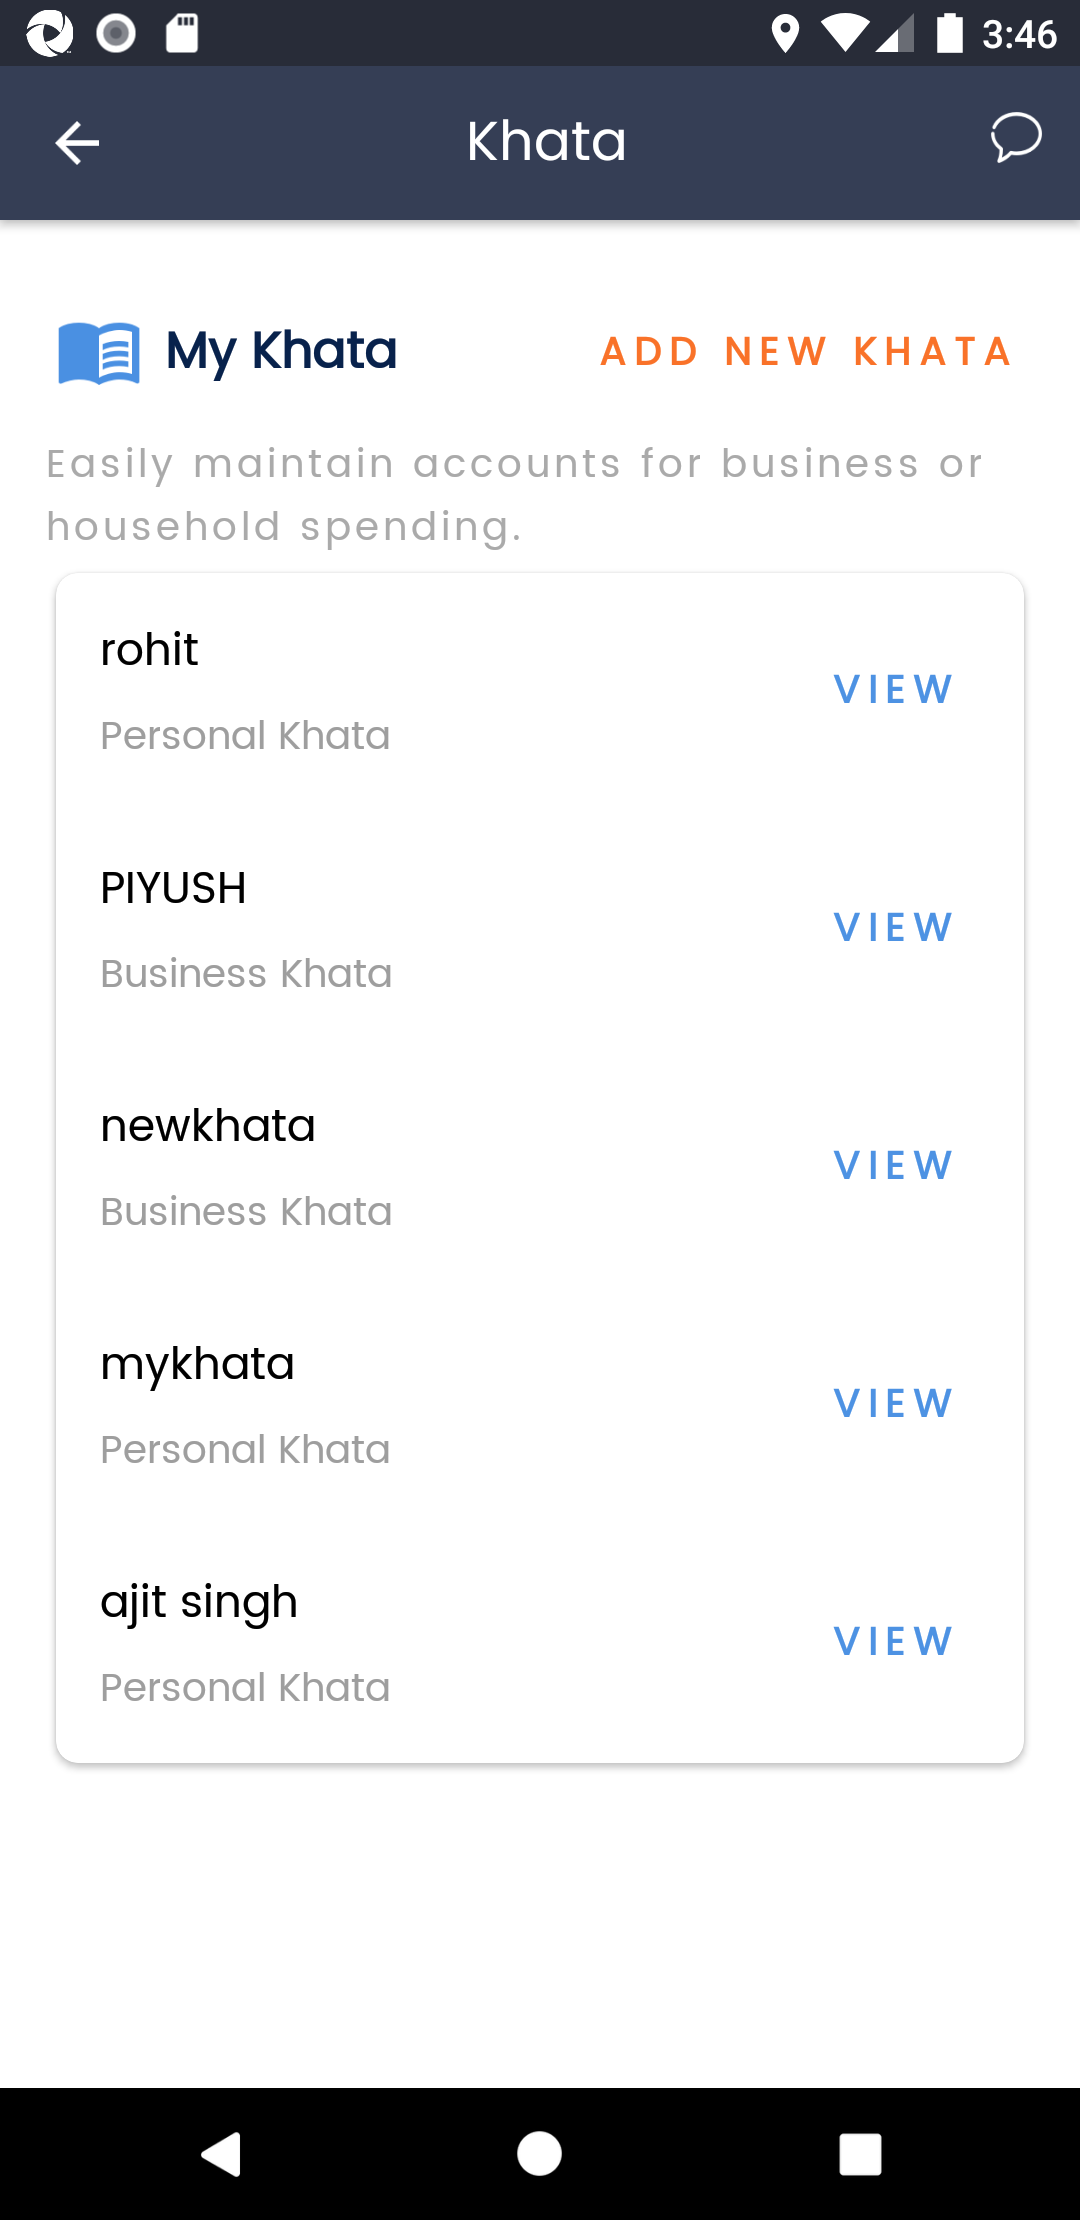 3:46
Khata
My Khata
ADD NEW KHATA
Easily maintain accounts for business or
household spending.
rohit
VIEW
Personal Khata
PIYUSH
VIEW
Business Khata
newkhata
VIEW
Business Khata
mykhata
VIEW
Personal Khata
ajit singh
VIEW
Personal Khata